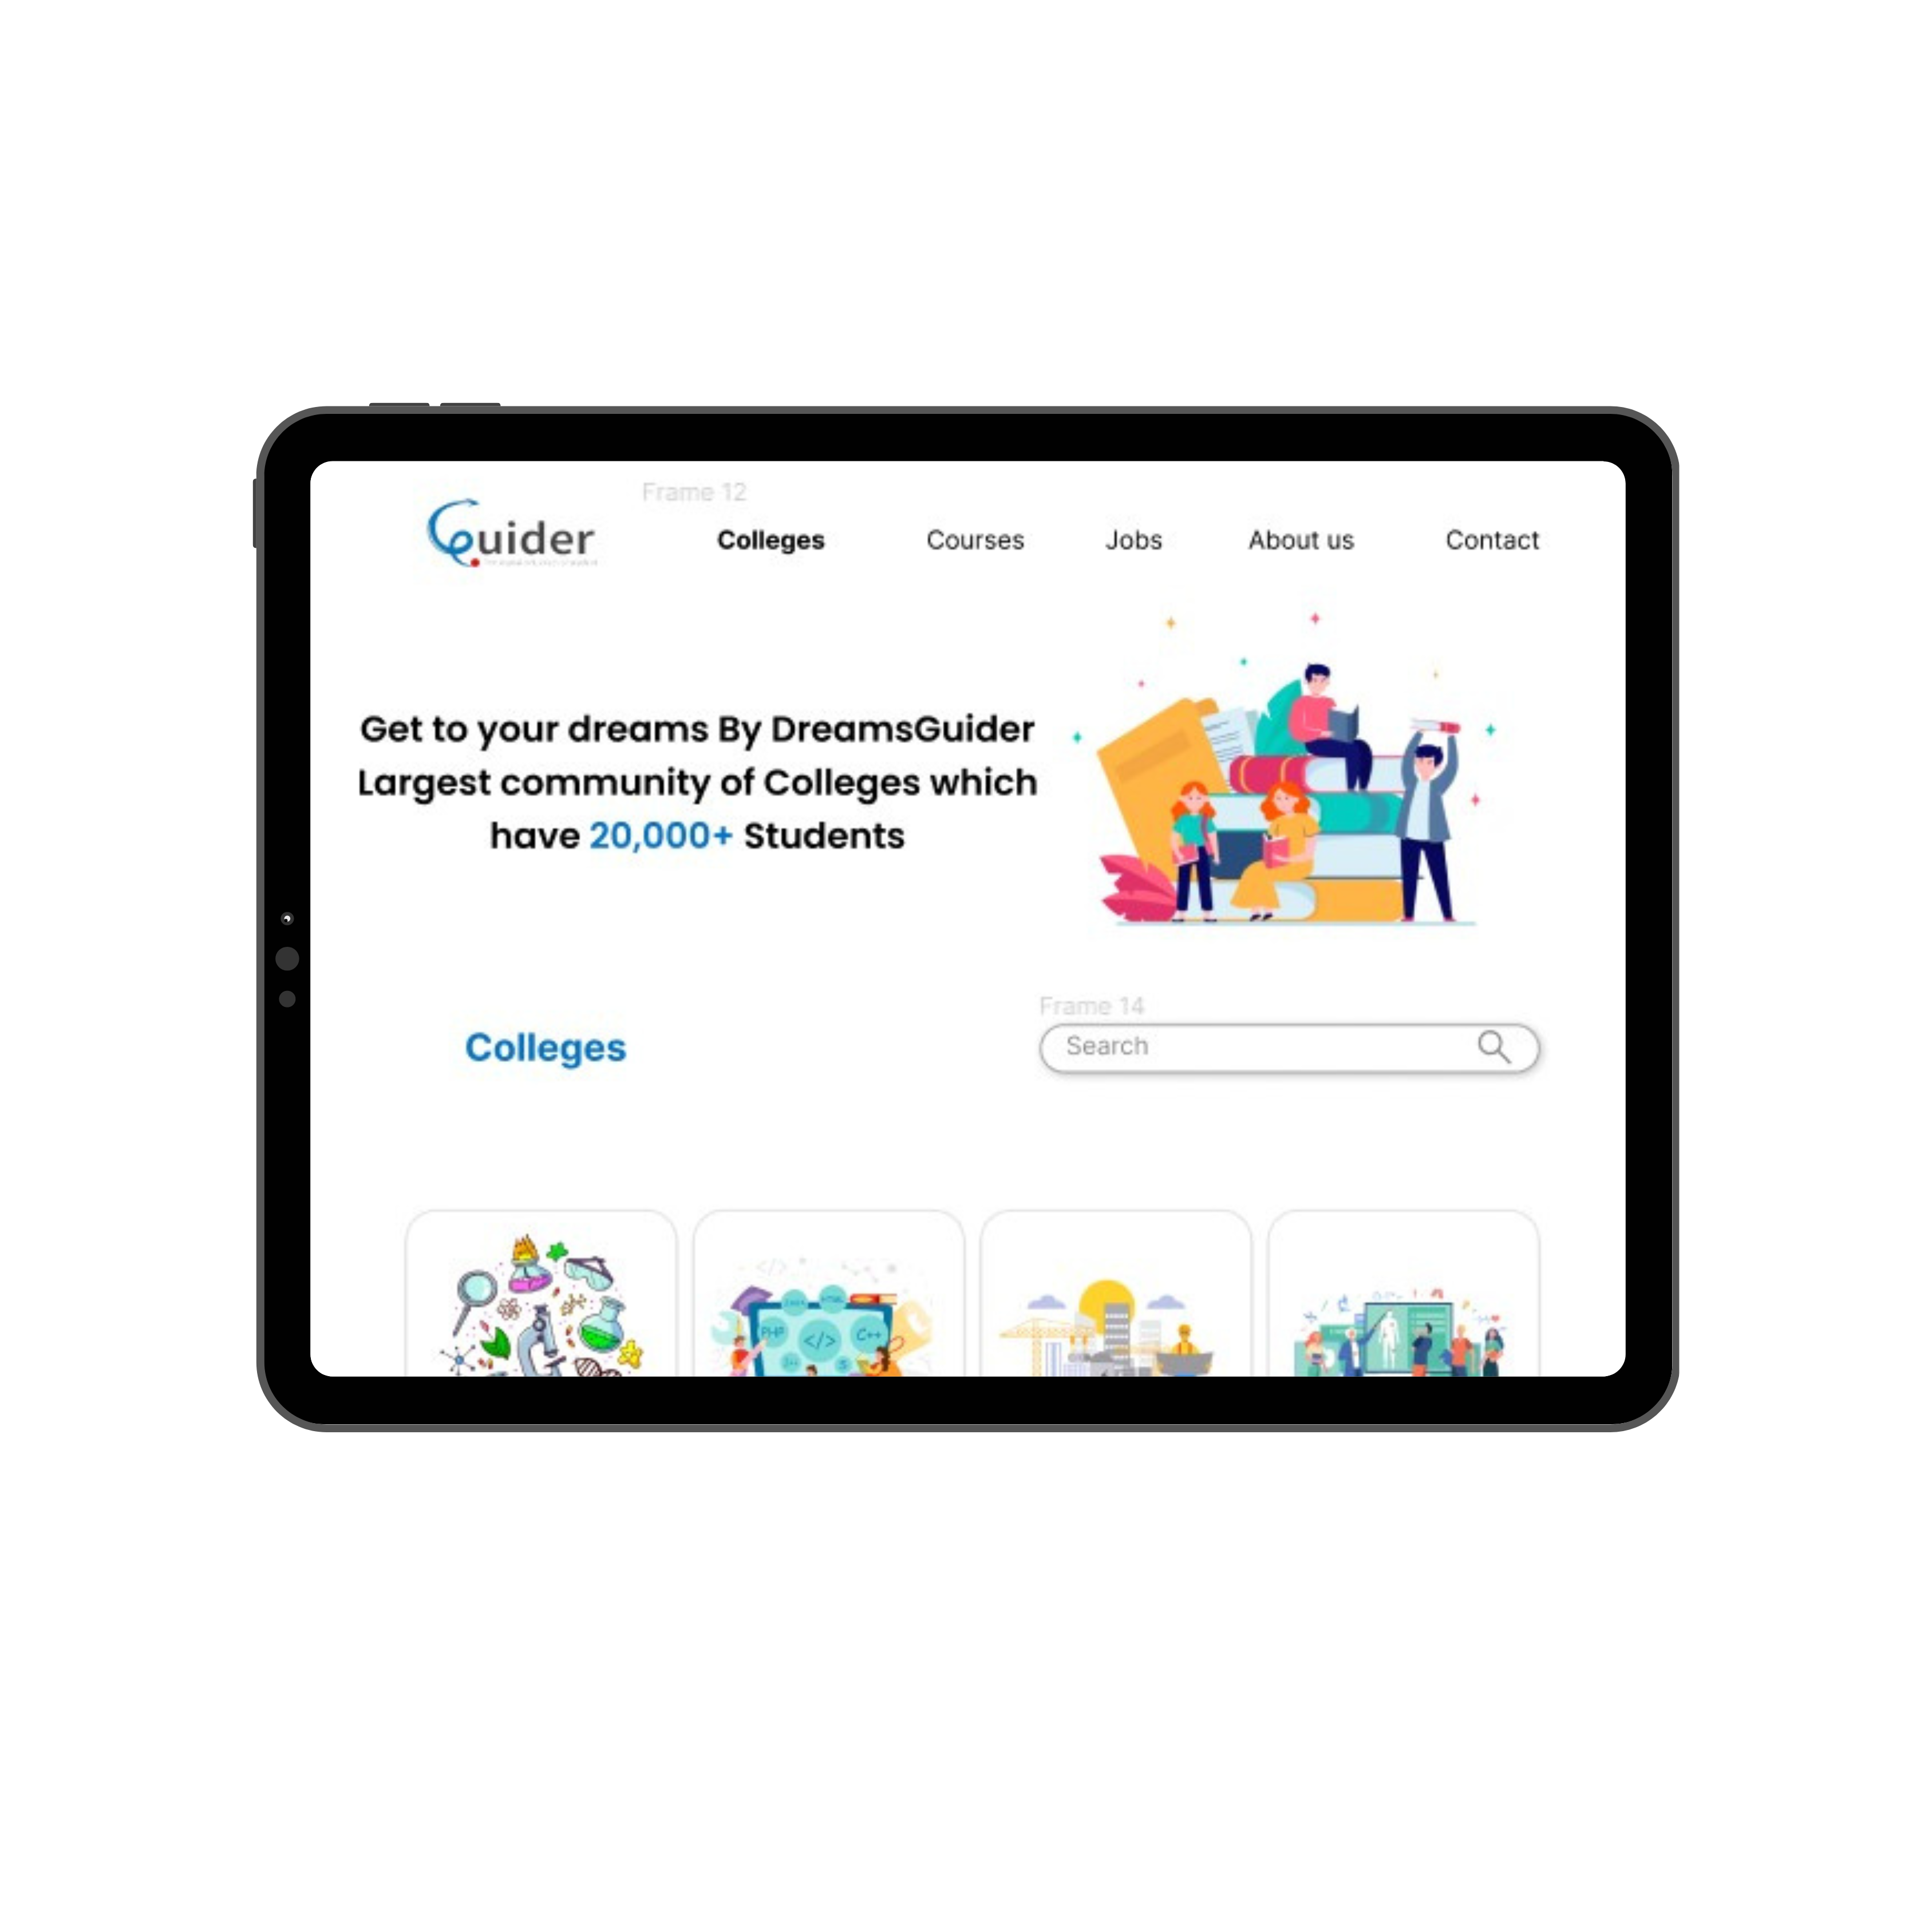 Frame 12
Guider
Colleges Courses Jobs About us Contact
Get to your dreams By DreamsGuider
Largest community of Colleges which
have 20,000+ Students
Frame 14
Colleges
Search
</>
HTML
PHP </> C++